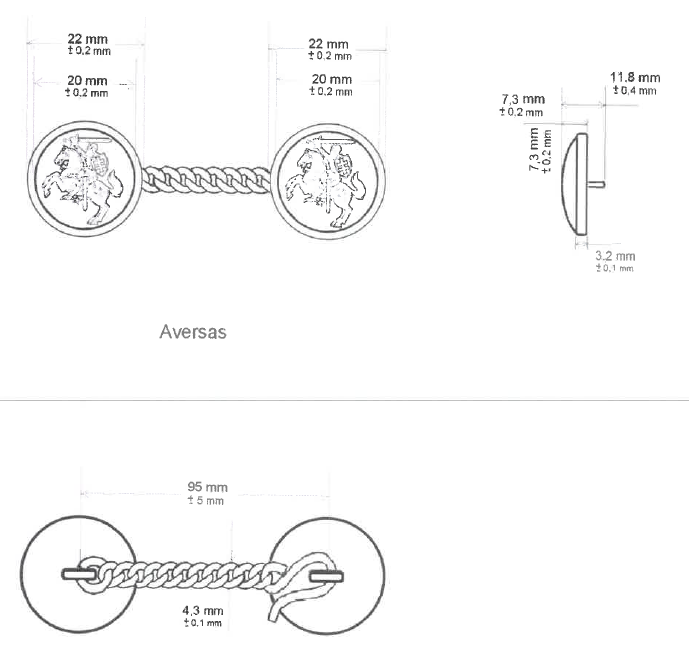 22 mm
± 0,2 mm
20 mm
± 0,2 mm
22 mm
± 0,2 mm
20 mm
± 0,2 mm
11,8 mm
± 0,4 mm
7,3 mm
± 0,2 mm
7,3 mm
± 0,2 mm
3,2 mm
± 0,1 mm
Aversas
95 mm
± 5 mm
4,3 mm
± 0,1 mm